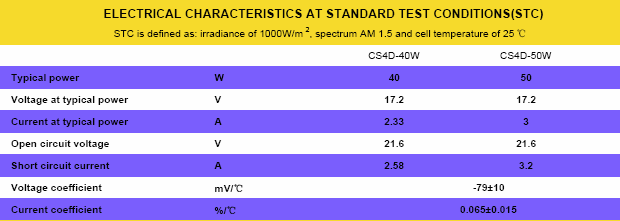 ELECTRICAL CHARACTERISTICS AT STANDARD TEST CONDITIONS(STC)
STC is defined as: irradiance of 1000W/m ², spectrum AM 1.5 and cell temperature of 25 ℃
CS4D-40W CS4D-50W
Typical power W 40 50
Voltage at typical power V 17.2 17.2
Current at typical power A 2.33 3
Open circuit voltage V 21.6 21.6
Short circuit current A 2.58 3.2
Voltage coefficient mV/℃ -79±10
Current coefficient %/℃ 0.065±0.015